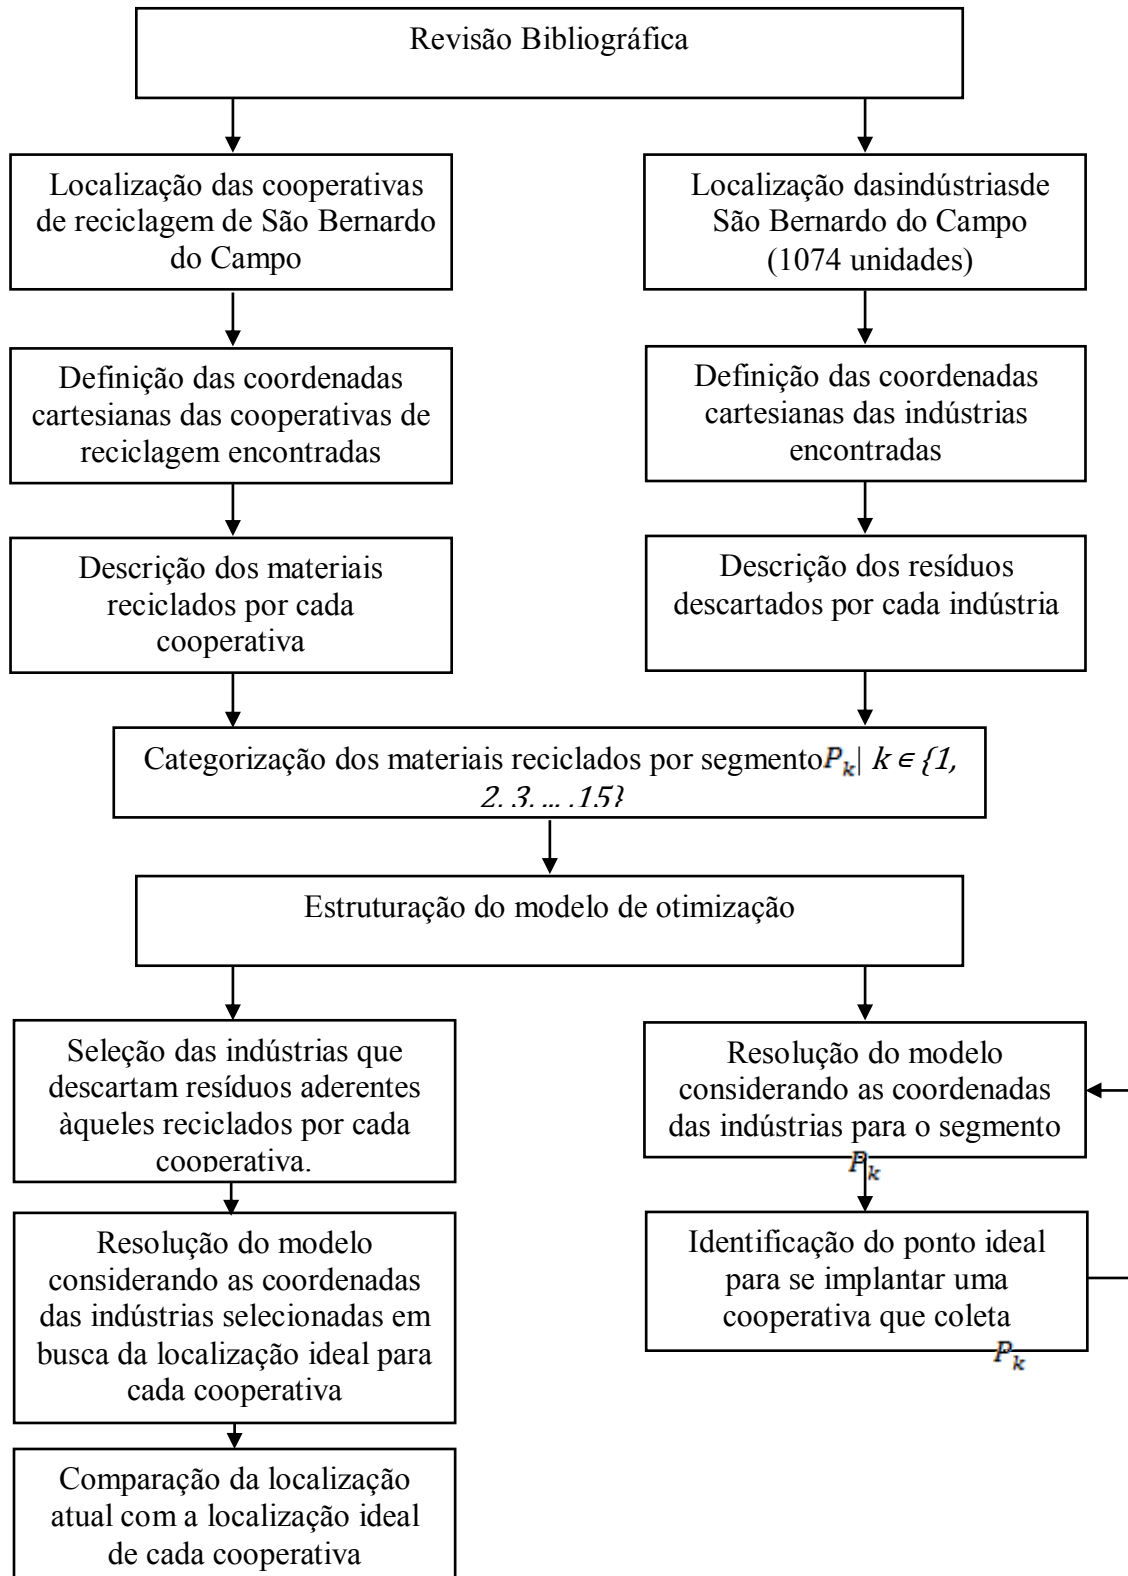 Revisão Bibliográfica
Localização das cooperativas
de reciclagem de São Bernardo
do Campo
Localização dasindústriasde
São Bernardo do Campo
(1074 unidades)
Definição das coordenadas
cartesianas das cooperativas de
reciclagem encontradas
Definição das coordenadas
cartesianas das indústrias
encontradas
Descrição dos materiais
reciclados por cada
cooperativa
Descrição dos resíduos
descartados por cada indústria
Categorização dos materiais reciclados por segmentoPₖ| k ∈ {1,
2, 3, ... ,15}
Estruturação do modelo de otimização
Seleção das indústrias que
descartam resíduos aderentes
àqueles reciclados por cada
cooperativa.
Resolução do modelo
considerando as coordenadas
das indústrias para o segmento
Pₖ
Resolução do modelo
considerando as coordenadas
das indústrias selecionadas em
busca da localização ideal para
cada cooperativa
Identificação do ponto ideal
para se implantar uma
cooperativa que coleta
Pₖ
Comparação da localização
atual com a localização ideal
de cada cooperativa